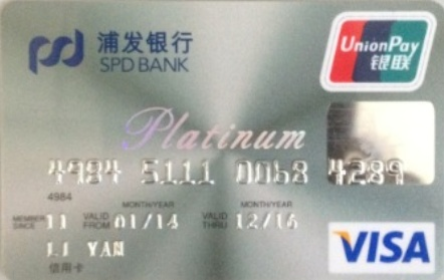 浦发银行
SPD BANK
UnionPay
银联
Platinum
4984 5111 0068 4289
4984
MONTH/YEAR MONTH/YEAR
MEMBER SINCE 11 VALID FROM 01/14 VALID THRU 12/16
LI YAN
信用卡
VISA